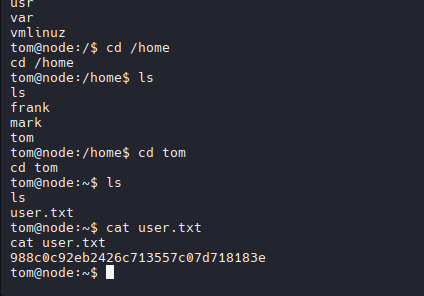 usr
var
vmlinuz
tom@node:/$ cd /home
cd /home
tom@node:/home$ ls
ls
frank
mark
tom
tom@node:/home$ cd tom
cd tom
tom@node:~$ ls
ls
user.txt
tom@node:~$ cat user.txt
cat user.txt
988c0c92eb2426c713557c07d718183e
tom@node:~$